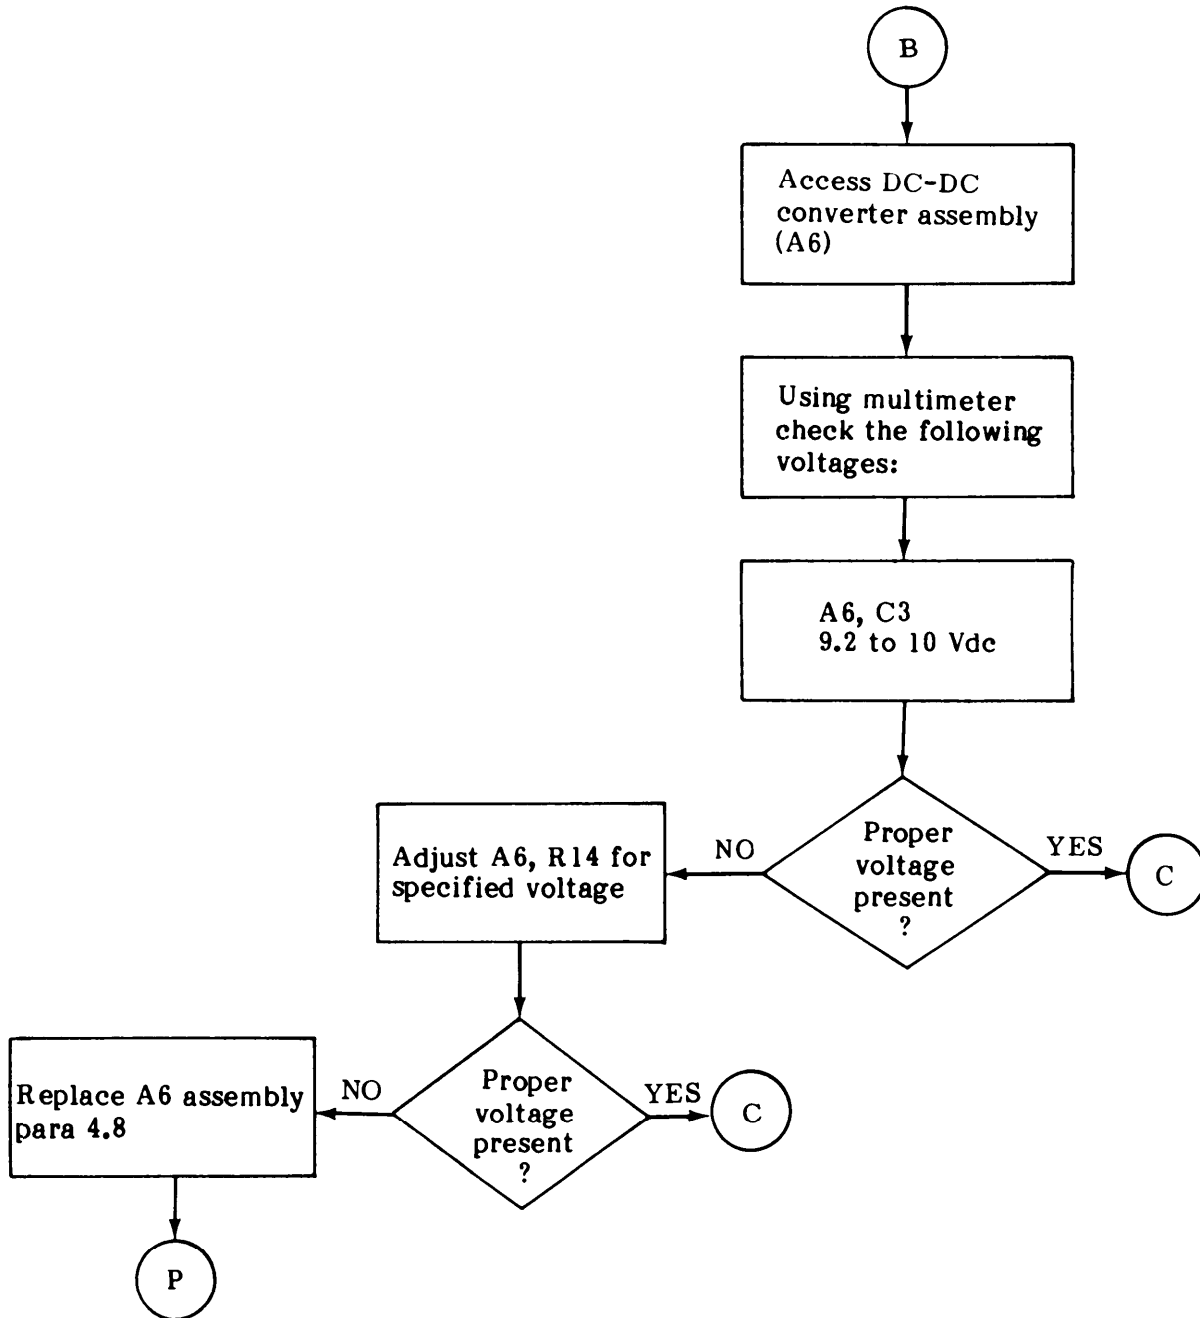 B
Access DC-DC
converter assembly
(A6)
Using multimeter
check the following
voltages:
A6, C3
9.2 to 10 Vdc
Proper
voltage
present
?
YES
C
NO
Adjust A6, R14 for
specified voltage
Proper
voltage
present
?
YES
C
NO
Replace A6 assembly
para 4.8
P